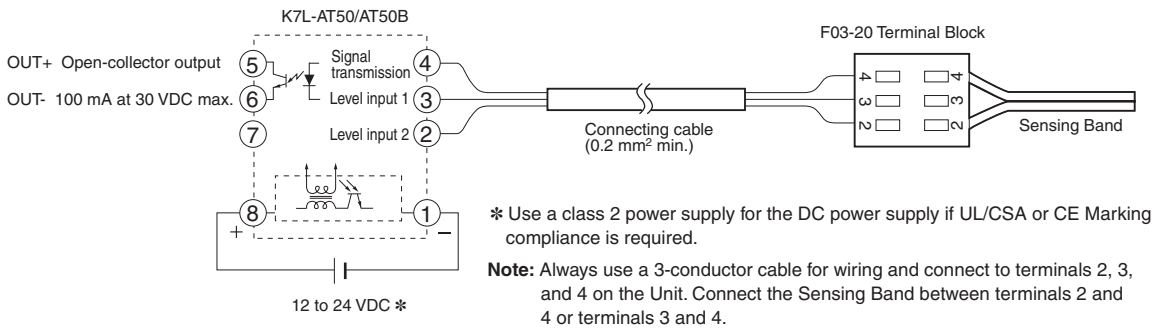 K7L-AT50/AT50B
F03-20 Terminal Block
OUT+ Open-collector output
5
Signal
transmission
4
OUT- 100 mA at 30 VDC max.
6
Level input 1
3
7
Level input 2
2
4
4
3
3
2
2
Connecting cable
(0.2 mm² min.)
Sensing Band
8
1
+
−
12 to 24 VDC ✻
✻ Use a class 2 power supply for the DC power supply if UL/CSA or CE Marking
compliance is required.
Note: Always use a 3-conductor cable for wiring and connect to terminals 2, 3,
and 4 on the Unit. Connect the Sensing Band between terminals 2 and
4 or terminals 3 and 4.